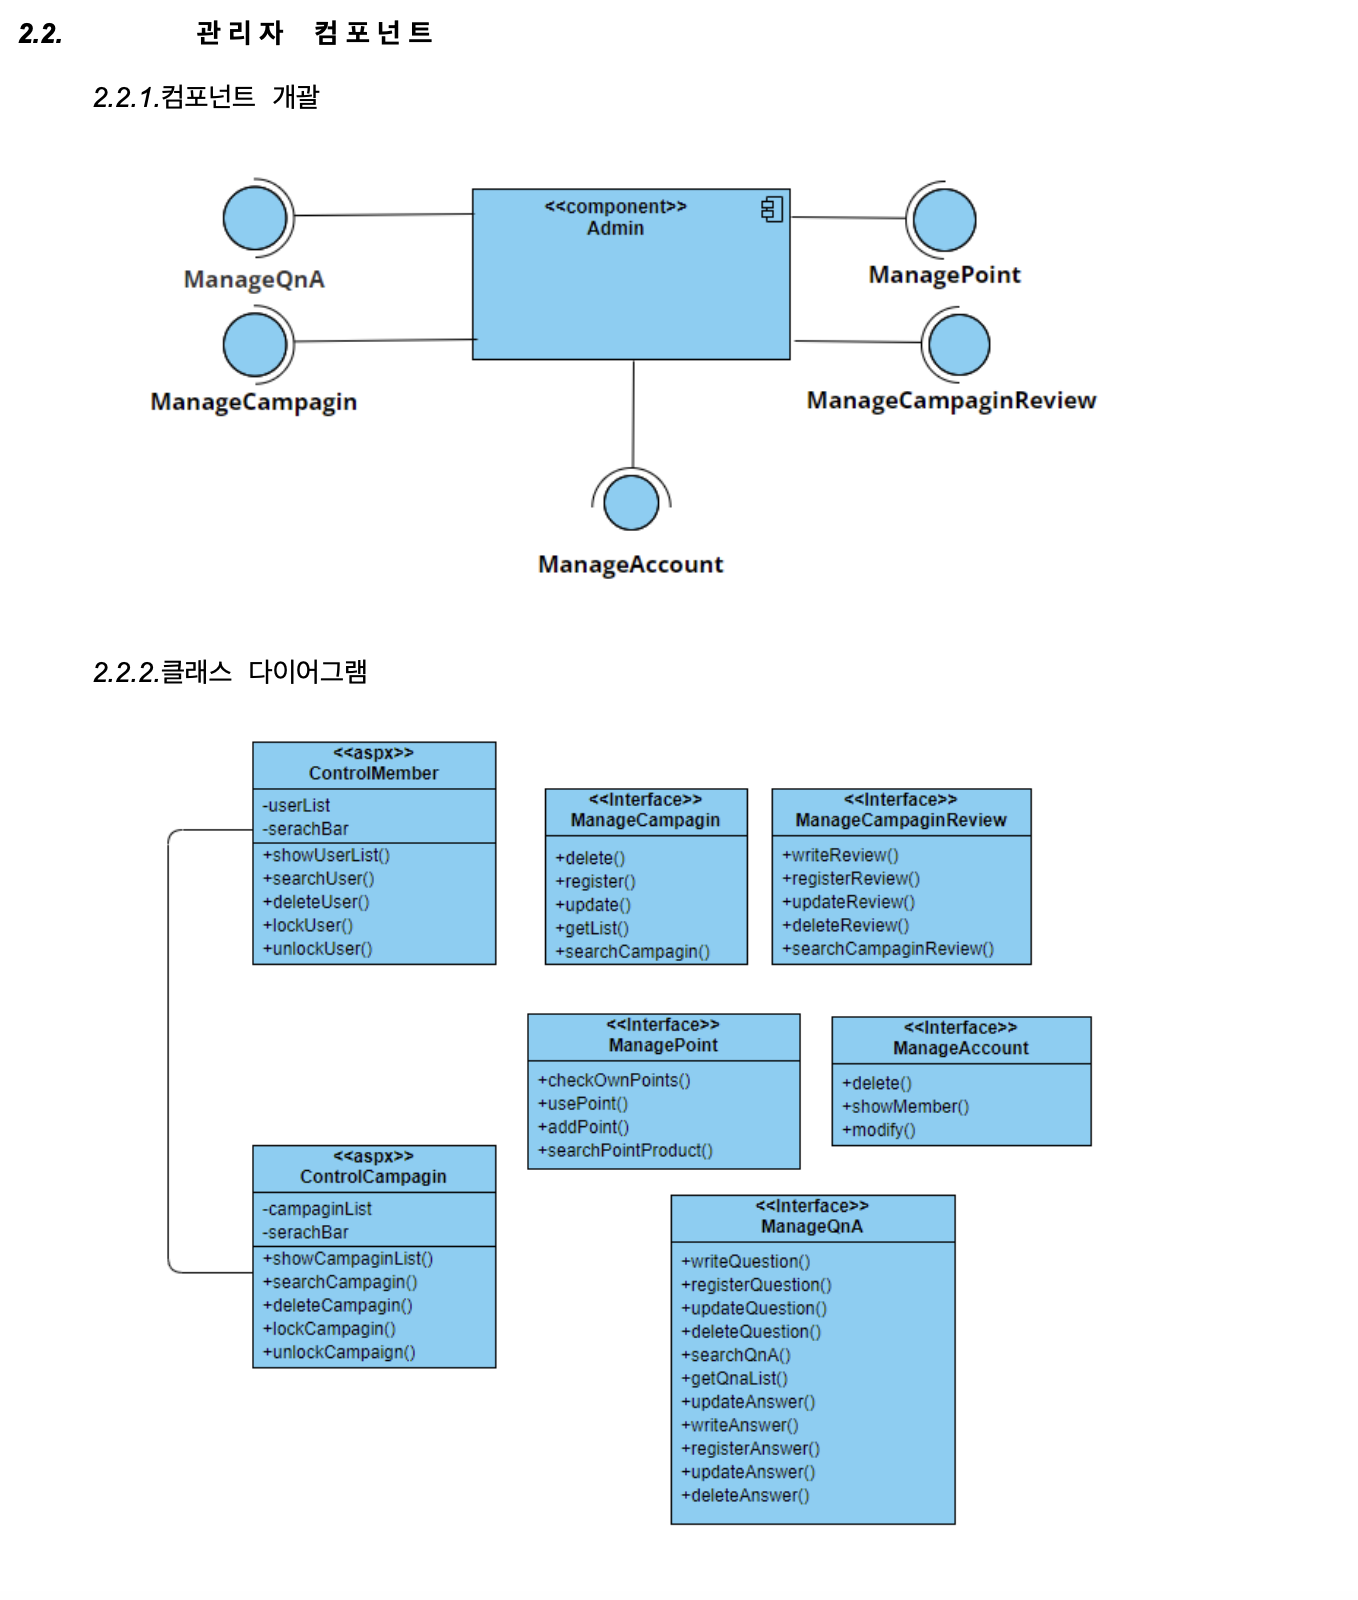 2.2. 관리자 컴포넌트
2.2.1.컴포넌트 개괄
<<component>>
Admin
ManageQnA
ManagePoint
ManageCampagin
ManageCampaginReview
ManageAccount
2.2.2.클래스 다이어그램
<<aspx>>
ControlMember
-userList
-serachBar
+showUserList()
+searchUser()
+deleteUser()
+lockUser()
+unlockUser()
<<Interface>>
ManageCampagin
+delete()
+register()
+update()
+getList()
+searchCampagin()
<<Interface>>
ManageCampaginReview
+writeReview()
+registerReview()
+updateReview()
+deleteReview()
+searchCampaginReview()
<<Interface>>
ManagePoint
+checkOwnPoints()
+usePoint()
+addPoint()
+searchPointProduct()
<<Interface>>
ManageAccount
+delete()
+showMember()
+modify()
<<aspx>>
ControlCampagin
-campaginList
-serachBar
+showCampaginList()
+searchCampagin()
+deleteCampagin()
+lockCampagin()
+unlockCampaign()
<<Interface>>
ManageQnA
+writeQuestion()
+registerQuestion()
+updateQuestion()
+deleteQuestion()
+searchQnA()
+getQnaList()
+updateAnswer()
+writeAnswer()
+registerAnswer()
+updateAnswer()
+deleteAnswer()